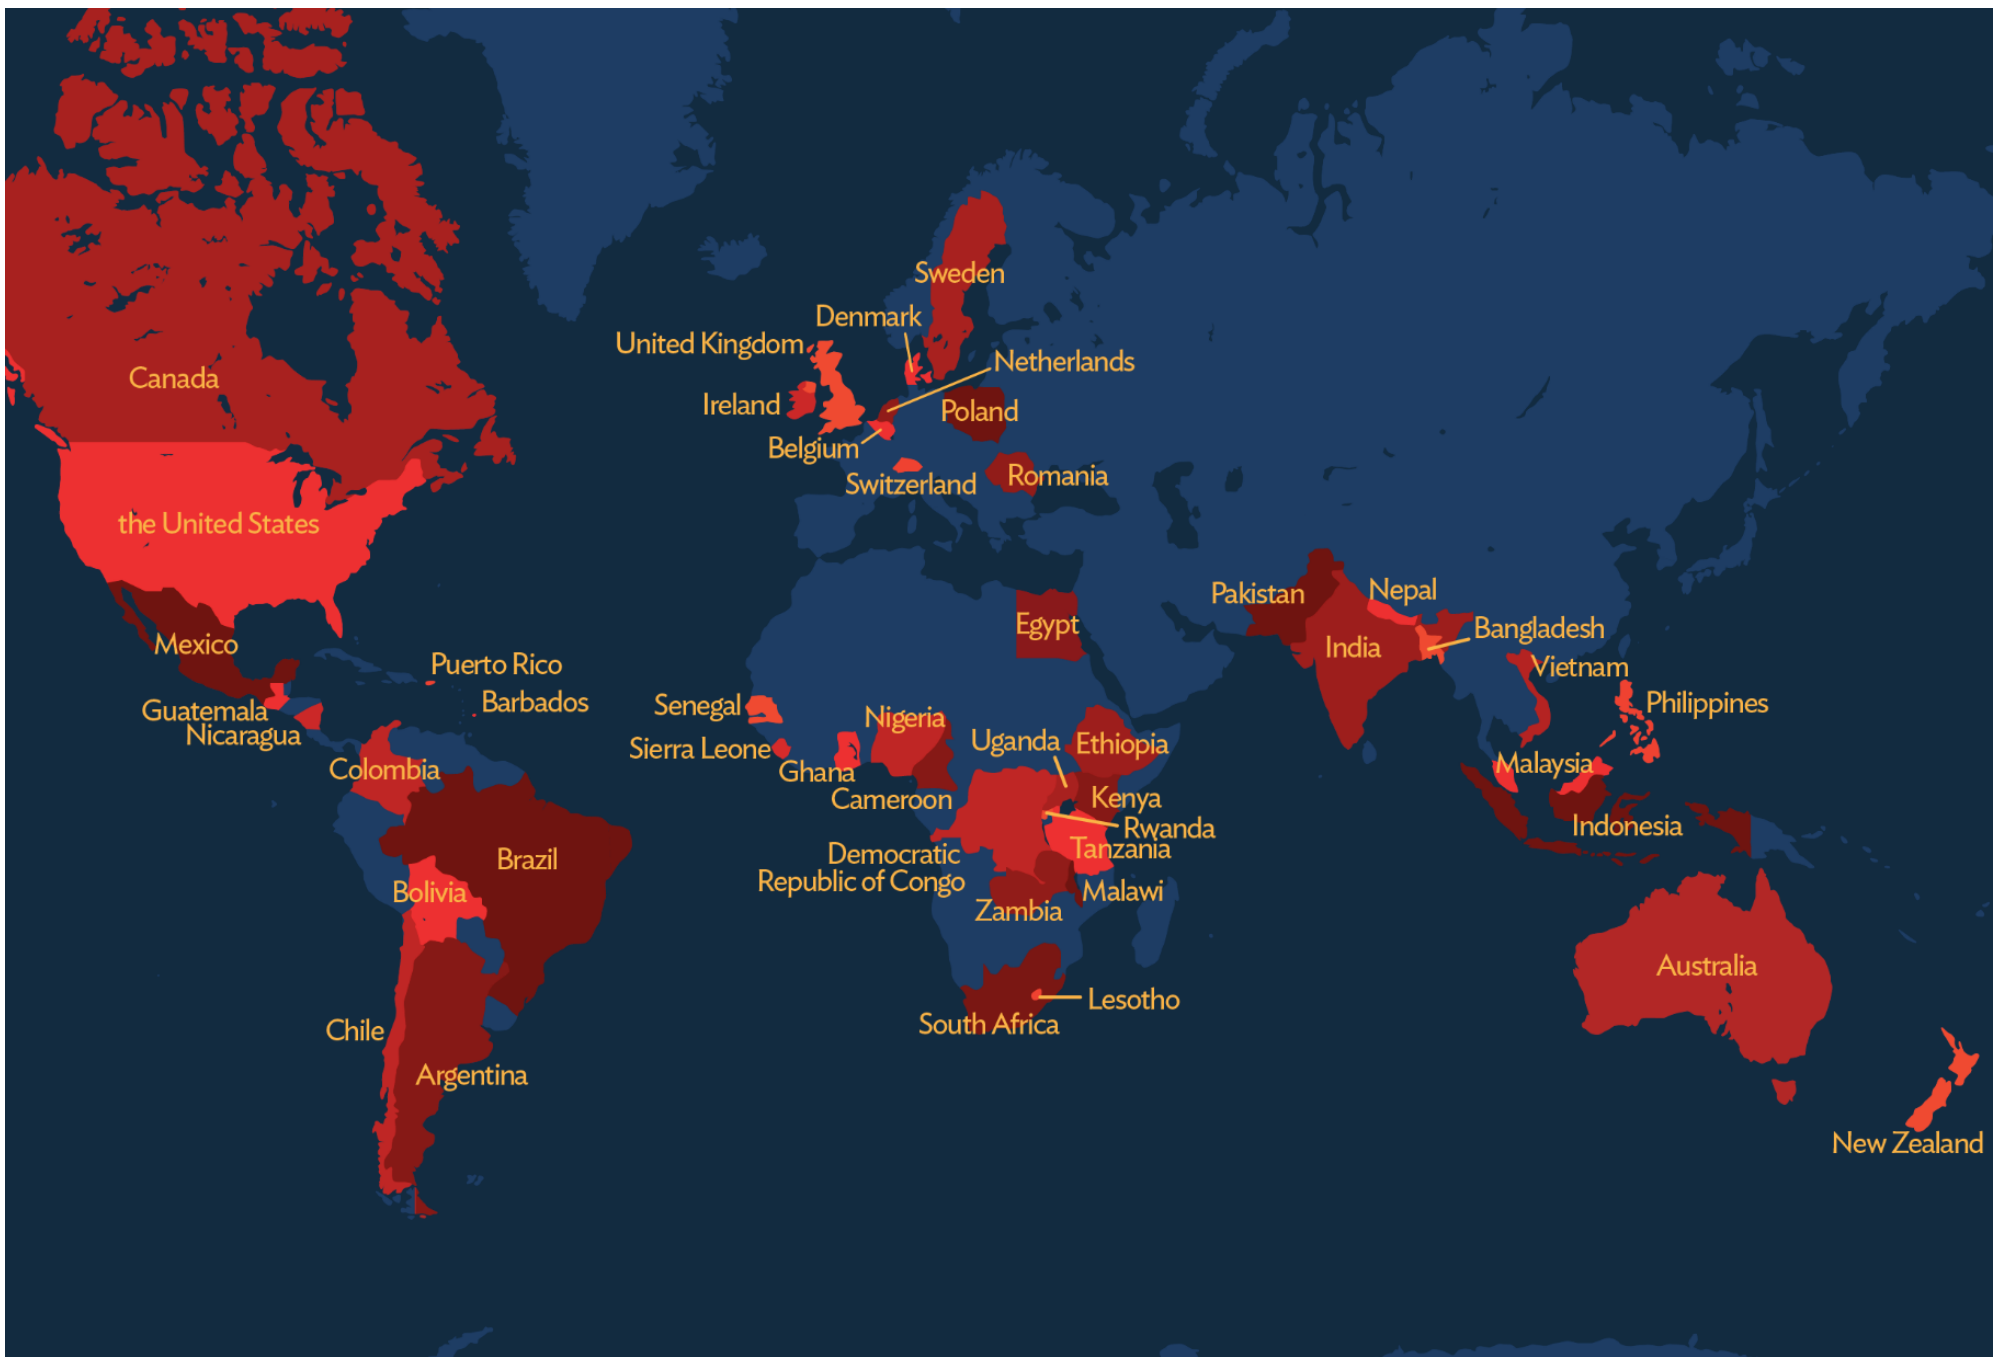 Sweden
Denmark
United Kingdom
Netherlands
Canada
Ireland
Poland
Belgium
Romania
Switzerland
the United States
Pakistan
Nepal
Egypt
Bangladesh
India
Mexico
Puerto Rico
Vietnam
Barbados
Senegal
Philippines
Guatemala
Nigeria
Nicaragua
Uganda
Ethiopia
Sierra Leone
Malaysia
Colombia
Ghana
Kenya
Cameroon
Rwanda
Indonesia
Tanzania
Democratic
Republic of Congo
Brazil
Bolivia
Malawi
Zambia
Australia
Lesotho
South Africa
Chile
Argentina
New Zealand